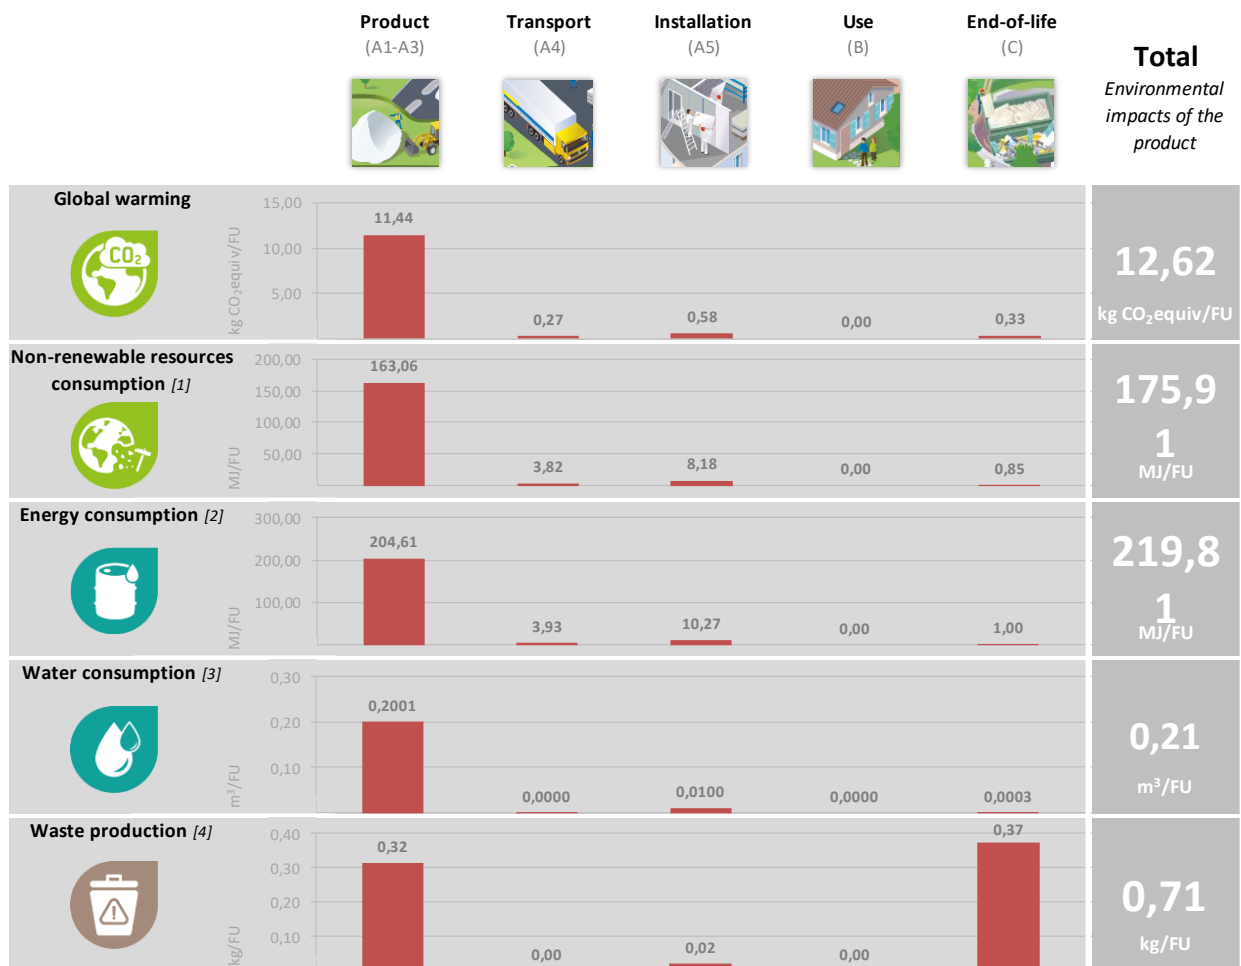 Product
(A1-A3)
Transport
(A4)
Installation
(A5)
Use
(B)
End-of-life
(C)
Total
Environmental
impacts of the
product
Global warming
CO₂
kg CO₂equi v/FU
15,00
10,00
5,00
11,44
0,27
0,58
0,00
0,33
12,62
kg CO₂equiv/FU
Non-renewable resources
consumption [1]
MJ/FU
200,00
150,00
100,00
50,00
163,06
3,82
8,18
0,00
0,85
175,9
1
MJ/FU
Energy consumption [2]
MJ/FU
300,00
200,00
100,00
204,61
3,93
10,27
0,00
1,00
219,8
1
MJ/FU
Water consumption [3]
m³/FU
0,30
0,20
0,10
0,2001
0,0000
0,0100
0,0000
0,0003
0,21
m³/FU
Waste production [4]
kg/FU
0,40
0,30
0,20
0,10
0,32
0,00
0,02
0,00
0,37
0,71
kg/FU